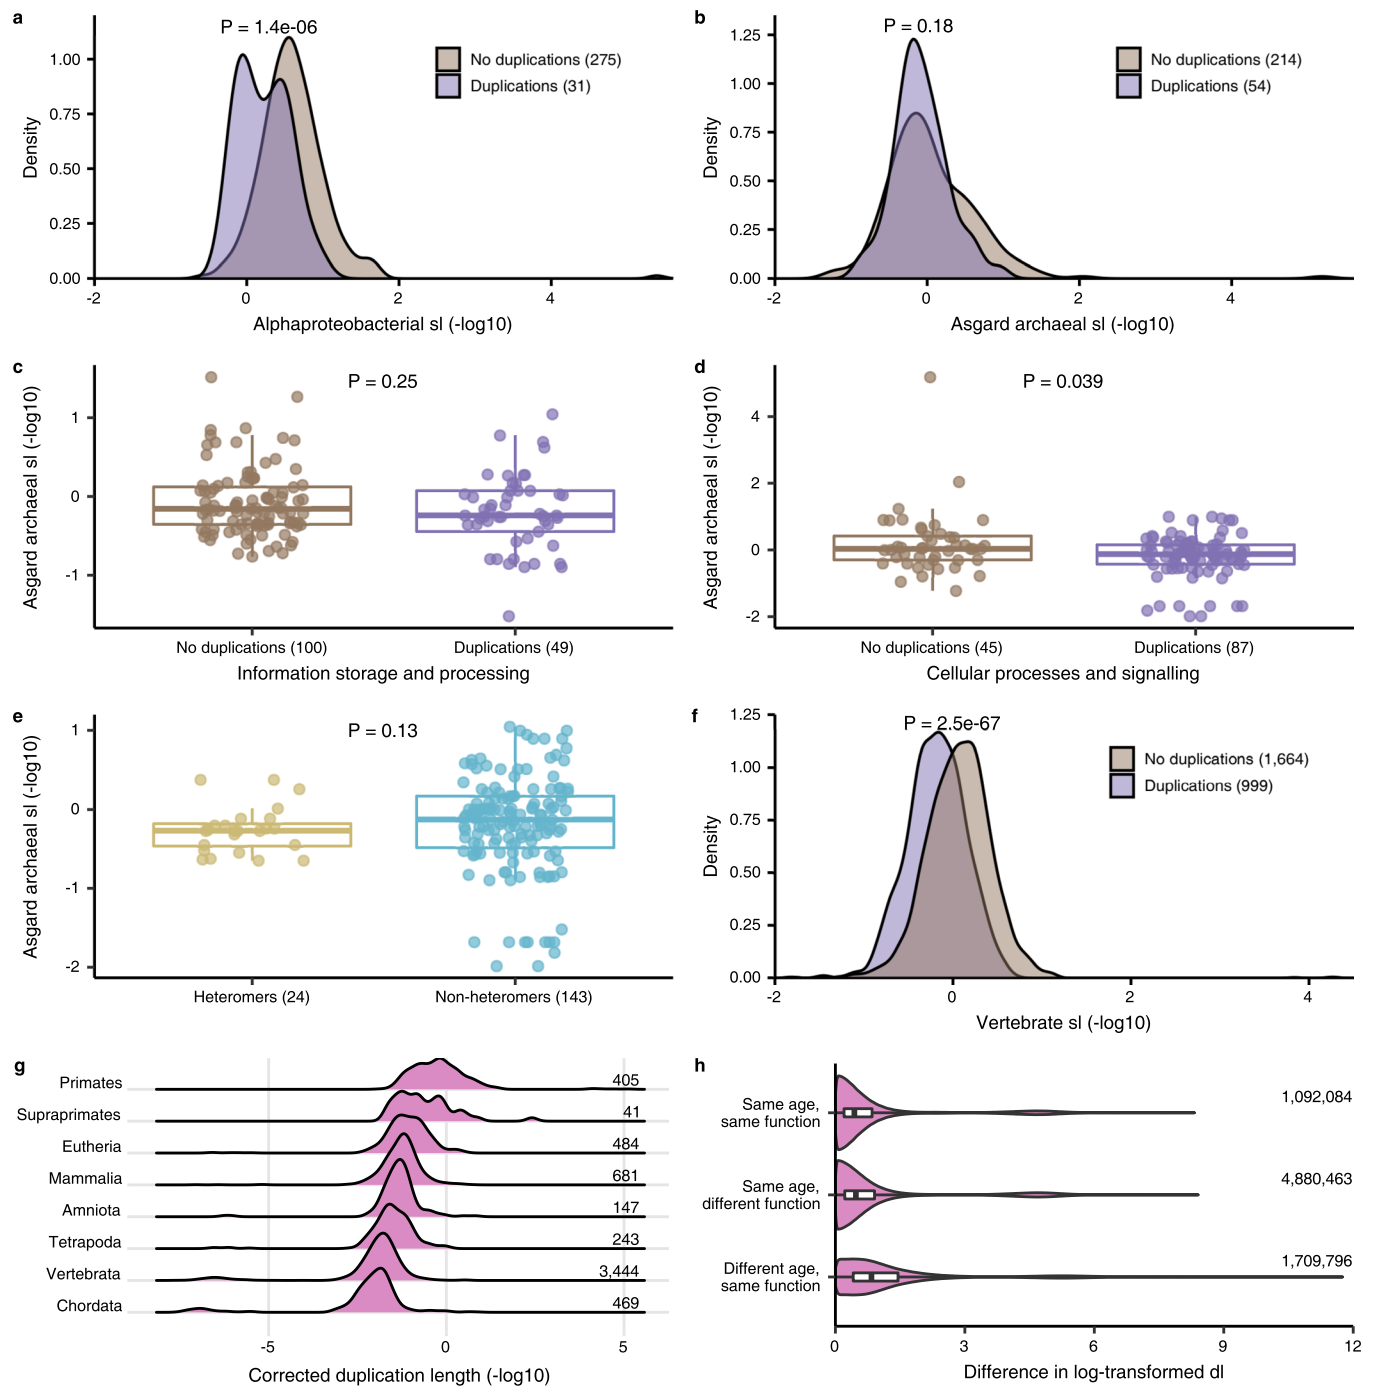 a
P = 1.4e-06
No duplications (275)
Duplications (31)
Density
1.00
0.75
0.50
0.25
0.00
-2
0
2
4
Alphaproteobacterial sl (-log10)
b
P = 0.18
No duplications (214)
Duplications (54)
Density
1.25
1.00
0.75
0.50
0.25
0.00
-2
0
2
4
Asgard archaeal sl (-log10)
c
P = 0.25
Asgard archaeal sl (-log10)
1
0
-1
No duplications (100)
Duplications (49)
Information storage and processing
d
P = 0.039
Asgard archaeal sl (-log10)
4
2
0
-2
No duplications (45)
Duplications (87)
Cellular processes and signalling
e
P = 0.13
Asgard archaeal sl (-log10)
1
0
-1
-2
Heteromers (24)
Non-heteromers (143)
f
P = 2.5e-67
No duplications (1,664)
Duplications (999)
Density
1.25
1.00
0.75
0.50
0.25
0.00
-2
0
2
4
Vertebrate sl (-log10)
g
Primates 405
Supraprimates 41
Eutheria 484
Mammalia 681
Amniota 147
Tetrapoda 243
Vertebrata 3,444
Chordata 469
-5
0
5
Corrected duplication length (-log10)
h
Same age,
same function
1,092,084
Same age,
different function
4,880,463
Different age,
same function
1,709,796
0
3
6
9
12
Difference in log-transformed dl